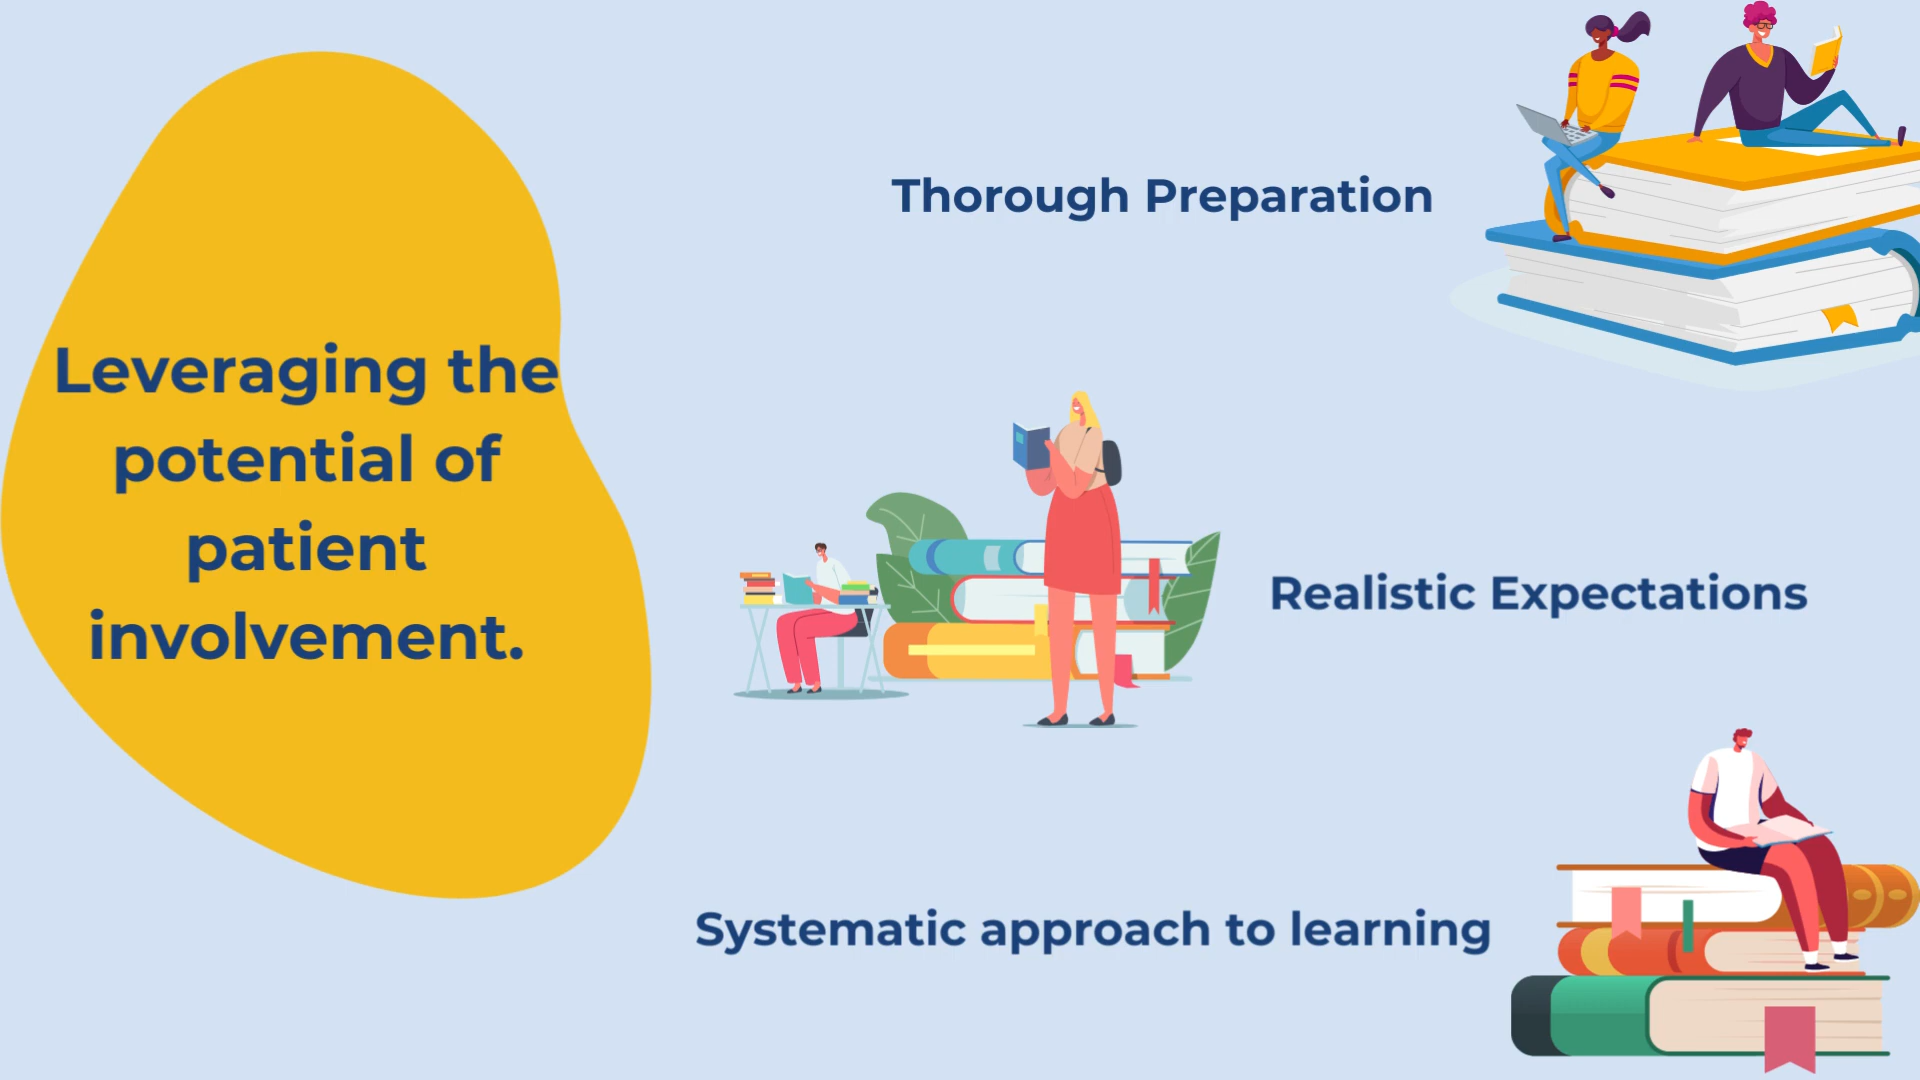 Leveraging the
potential of
patient
involvement.
Thorough Preparation
Realistic Expectations
Systematic approach to learning